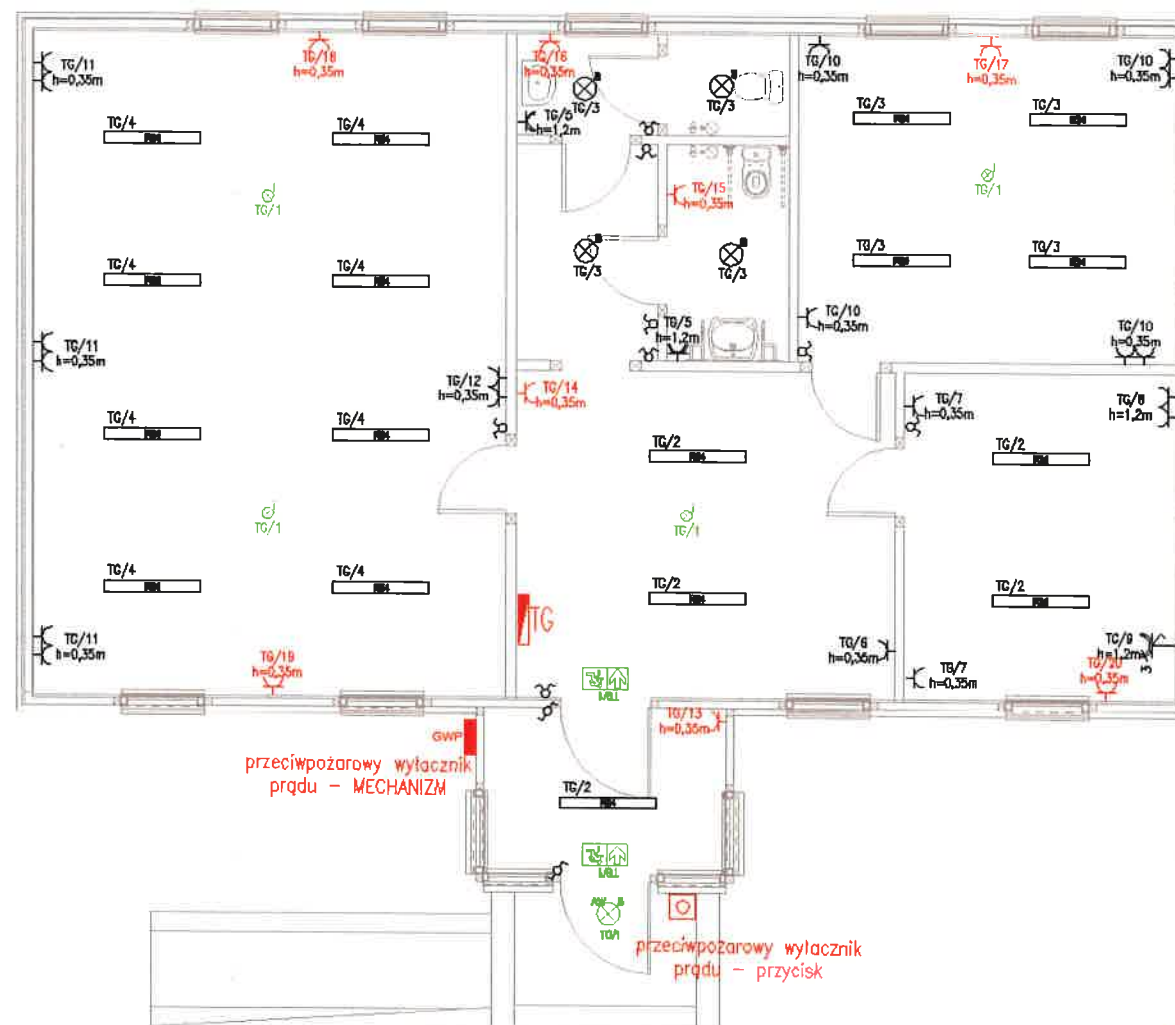 TG/11
h=0,35m
TG/18
h=0,35m
TG/16
h=0,35m
TG/10
h=0,35m
TG/17
h=0,35m
TG/10
h=0,35m
TG/3
TG/3
TG/5
h=1,2m
TG/4
TG/4
TG/3
TG/3
TG/1
TG/15
h=0,35m
TG/1
TG/3
TG/3
TG/4
TG/4
TG/3
TG/3
TG/11
h=0,35m
TG/5
h=1,2m
TG/10
h=0,35m
TG/10
h=0,35m
TG/12
h=0,35m
TG/14
h=0,35m
TG/7
h=0,35m
TG/8
h=1,2m
TG/4
TG/4
TG/2
TG/2
TG/1
TG/1
TG/4
TG/4
TG/2
TG/2
TG
TG/11
h=0,35m
TG/19
h=0,35m
TG/6
h=0,35m
TG/7
h=0,35m
TG/9
h=1,2m
3
TG/20
h=0,35m
TG/1
TG/13
h=0,35m
GWP
przeciwpożarowy wyłacznik
prądu – MECHANIZM
TG/2
TG/1
AW
TG/1
przeciwpożarowy wyłacznik
prądu – przycisk